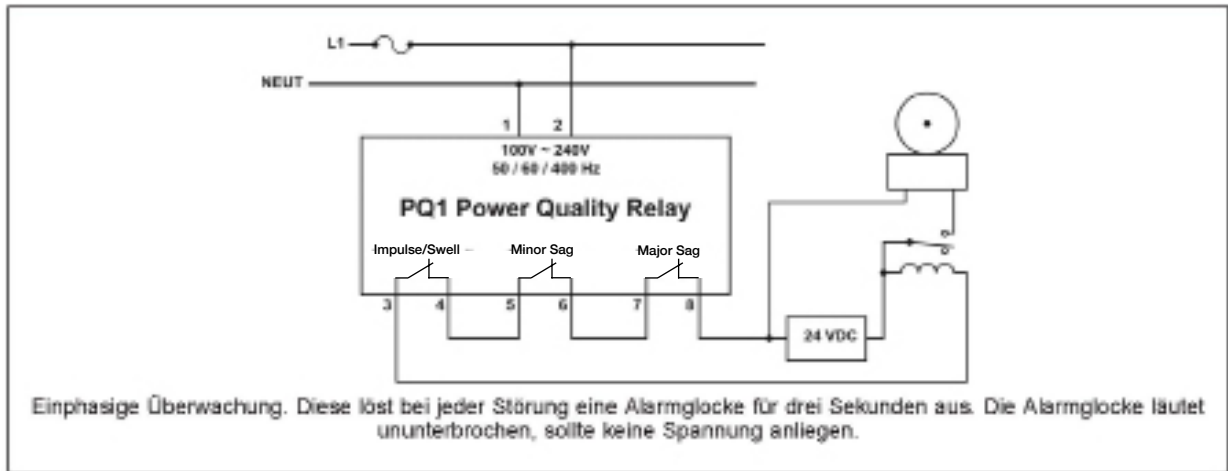 L1
NEUT
1 2
100V ~ 240V
50 / 60 / 400 Hz
PQ1 Power Quality Relay
Impulse/Swell Minor Sag Major Sag
3 4 5 6 7 8
24 VDC
Einphasige Überwachung. Diese löst bei jeder Störung eine Alarmglocke für drei Sekunden aus. Die Alarmglocke läutet
ununterbrochen, sollte keine Spannung anliegen.